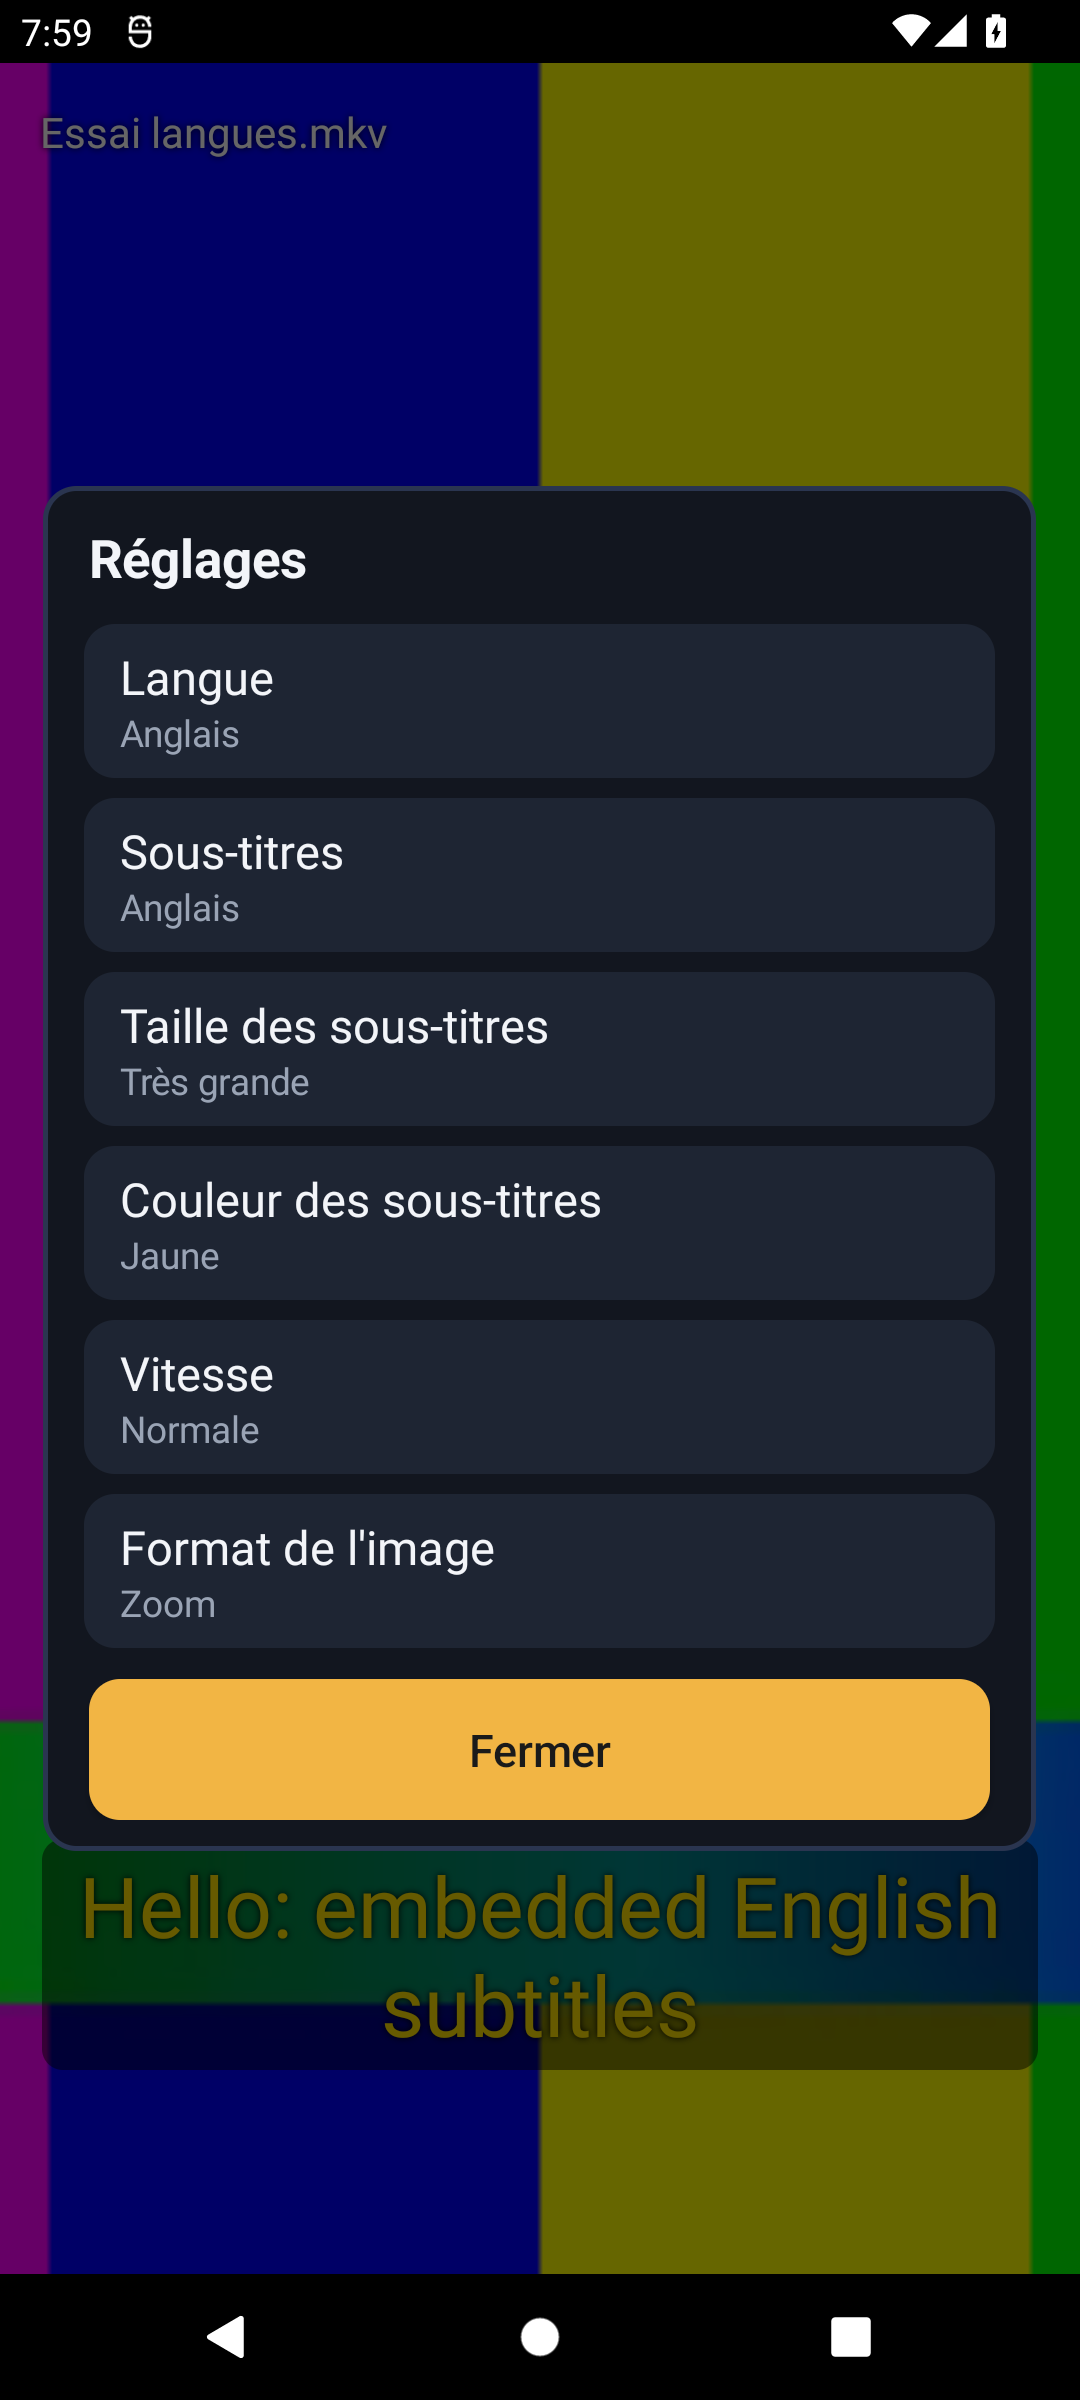 7:59
Essai langues.mkv
Réglages
Langue
Anglais
Sous-titres
Anglais
Taille des sous-titres
Très grande
Couleur des sous-titres
Jaune
Vitesse
Normale
Format de l'image
Zoom
Fermer
Hello: embedded English
subtitles